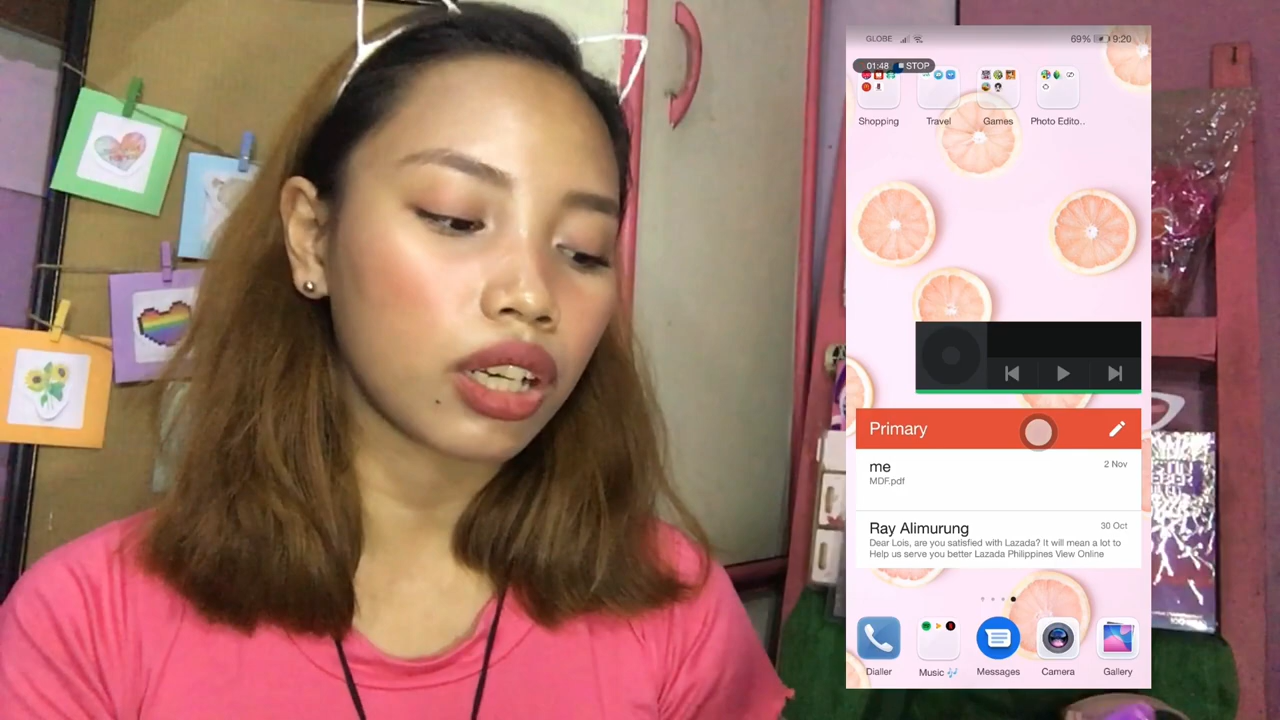 GLOBE 69% 9:20
01:48 STOP
Shopping Travel Games Photo Edito..
Primary
me 2 Nov
MDF.pdf
Ray Alimurung 30 Oct
Dear Lois, are you satisfied with Lazada? It will mean a lot to
Help us serve you better Lazada Philippines View Online
Dialler Music Messages Camera Gallery